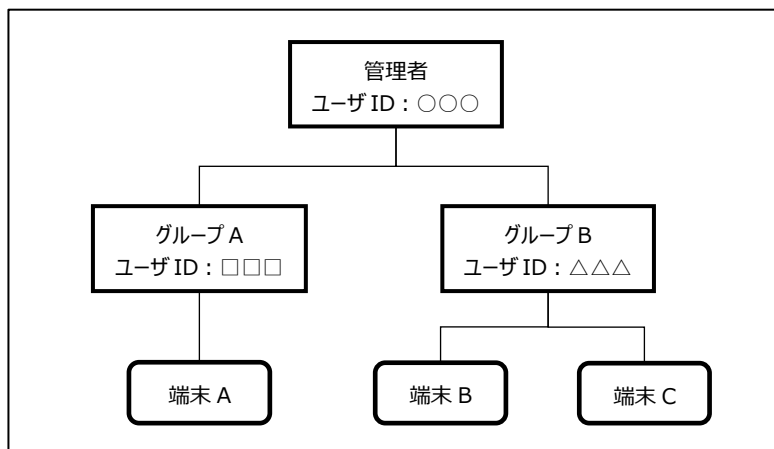 管理者
ユーザ ID：○○○
グループ A
ユーザ ID：□□□
グループ B
ユーザ ID：△△△
端末 A
端末 B
端末 C